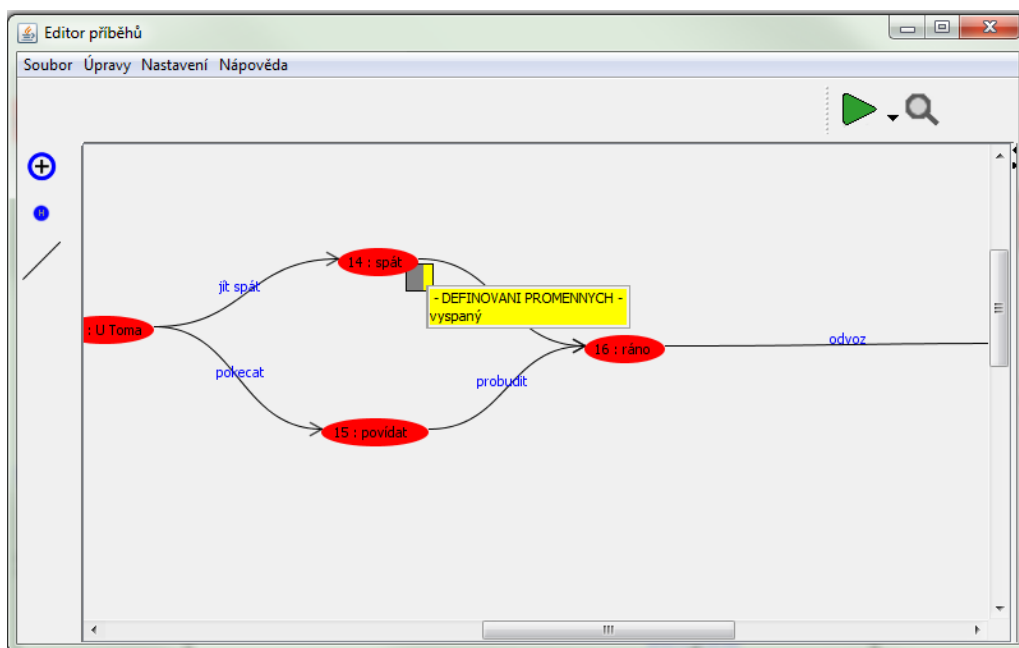 Editor příběhů
Soubor Úpravy Nastavení Nápověda
H
14 : spát
jít spát
- DEFINOVANI PROMENNYCH -
vyspaný
: U Toma
16 : ráno
odvoz
pokecat
probudit
15 : povídat